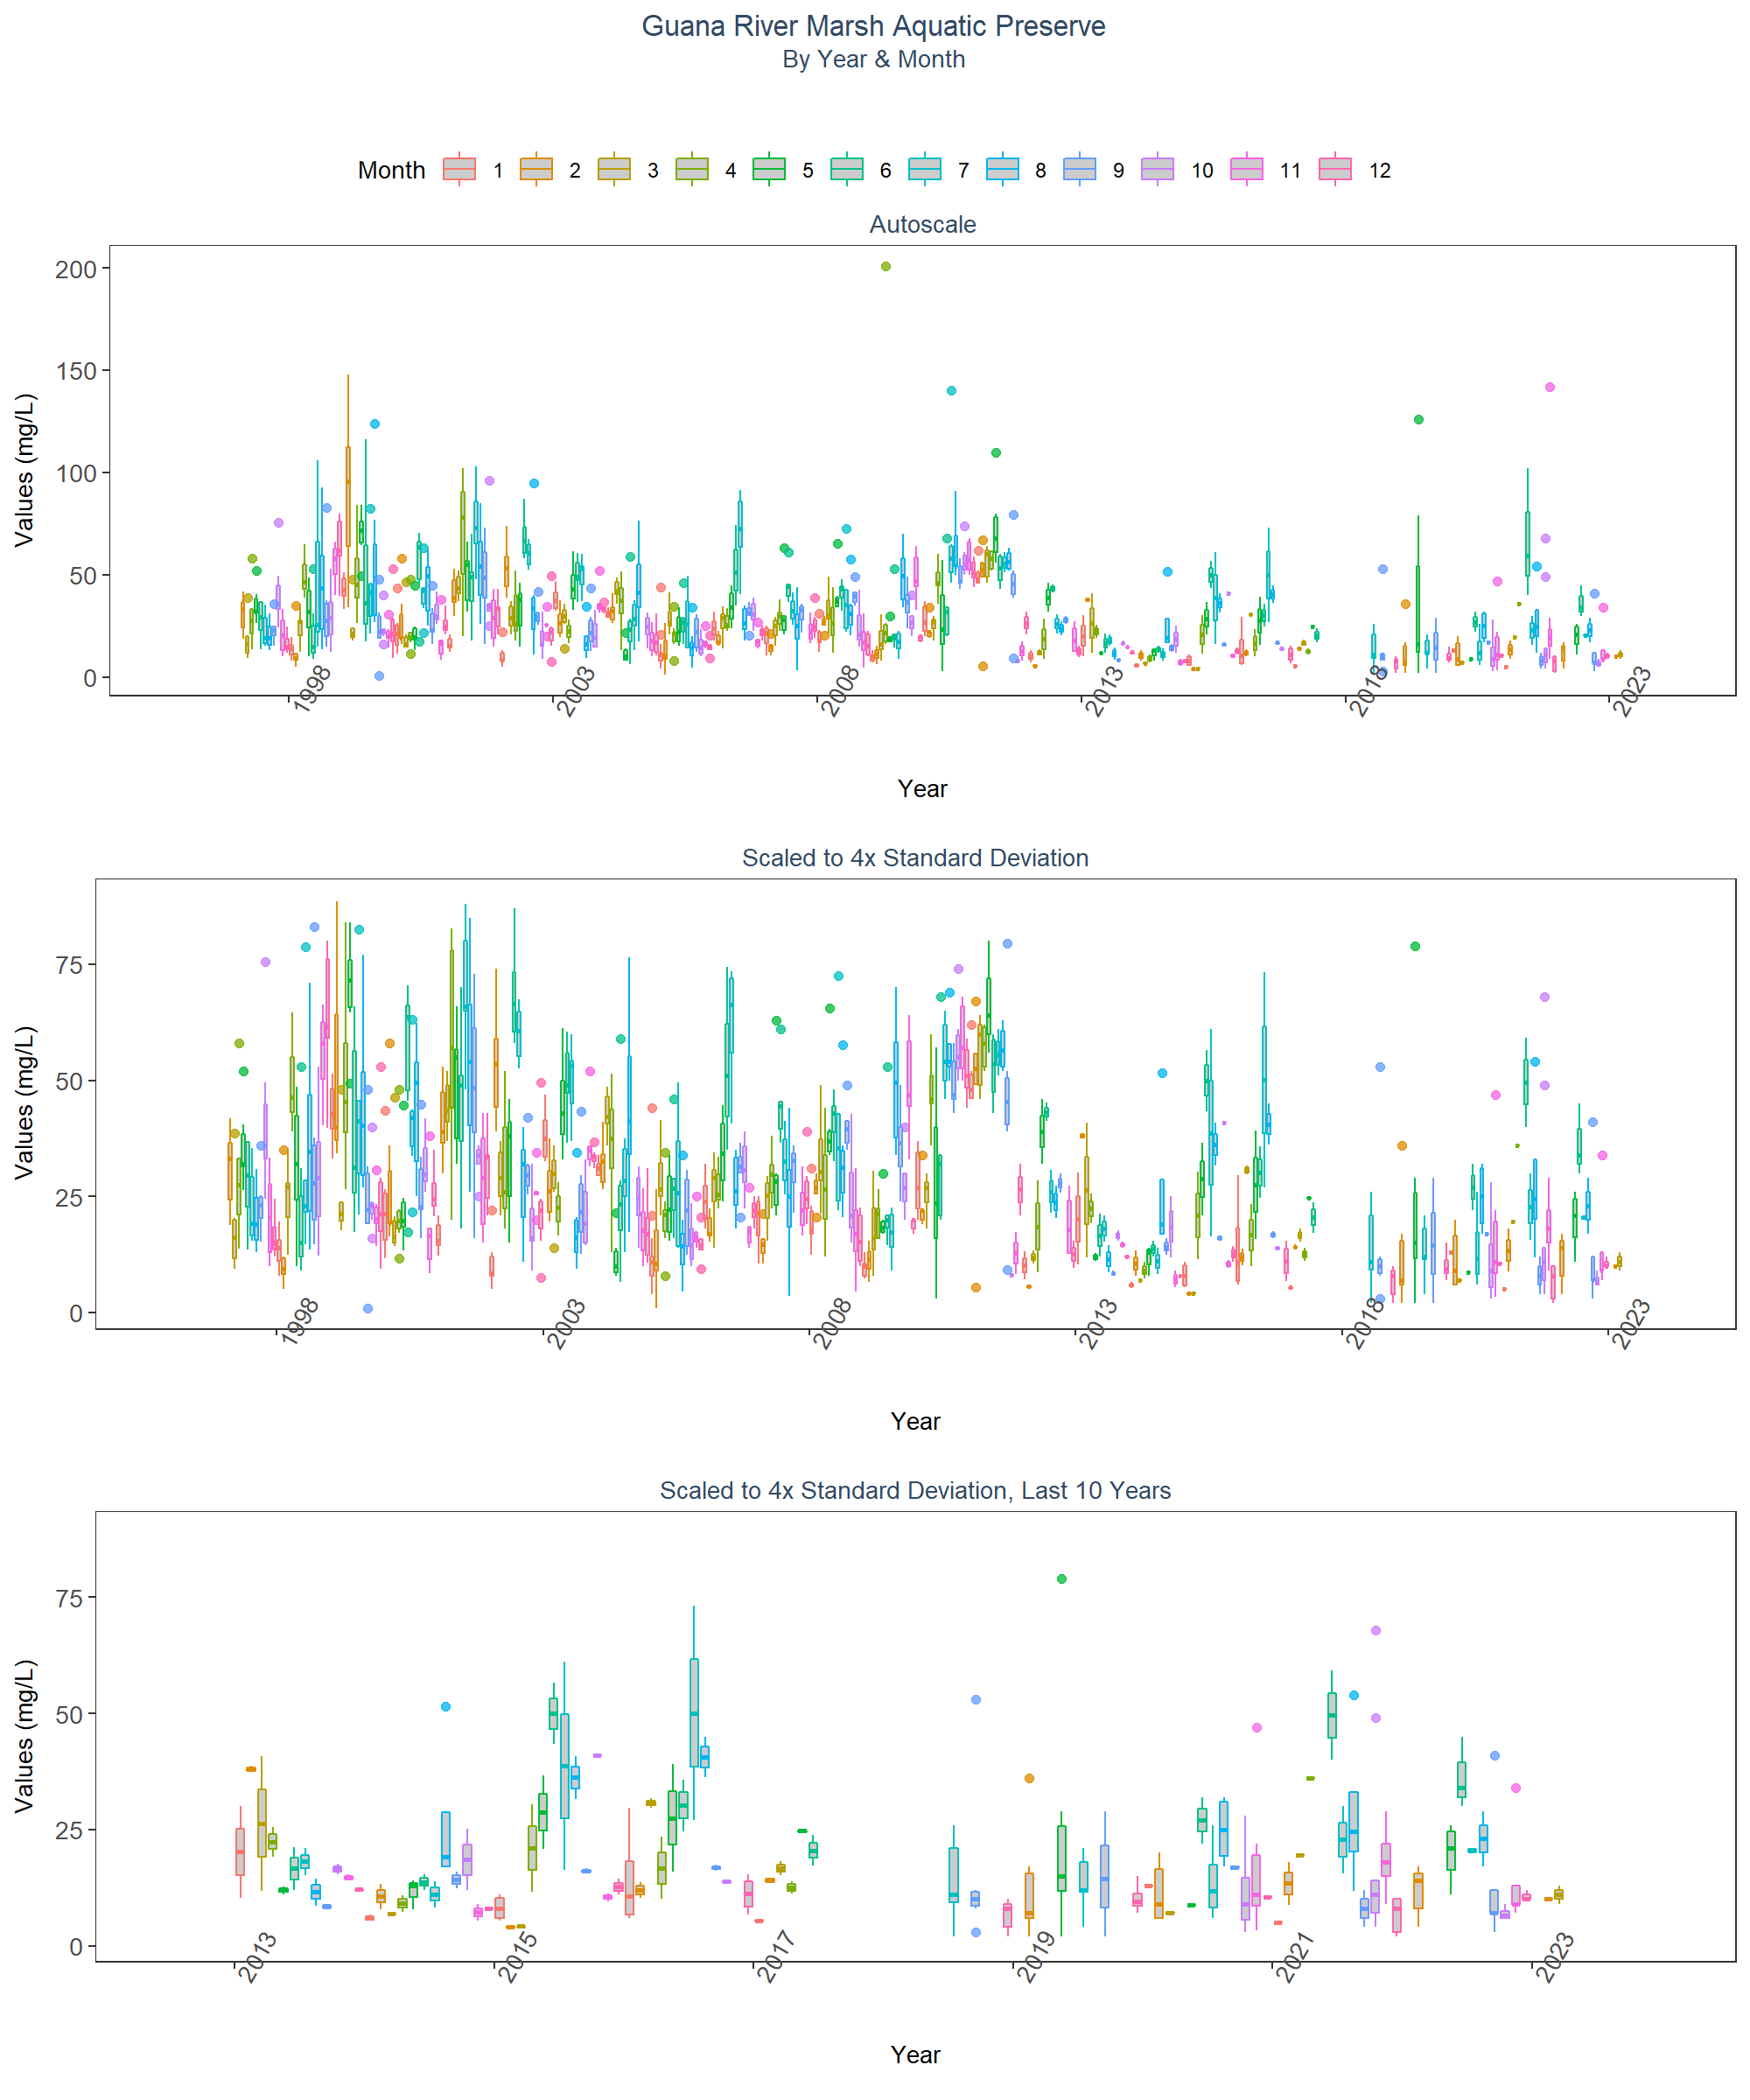 Guana River Marsh Aquatic Preserve
By Year & Month
Month 1 2 3 4 5 6 7 8 9 10 11 12
Autoscale
Values (mg/L)
200
150
100
50
0
1998 2003 2008 2013 2018 2023
Year
Scaled to 4x Standard Deviation
Values (mg/L)
75
50
25
0
1998 2003 2008 2013 2018 2023
Year
Scaled to 4x Standard Deviation, Last 10 Years
Values (mg/L)
75
50
25
0
2013 2015 2017 2019 2021 2023
Year